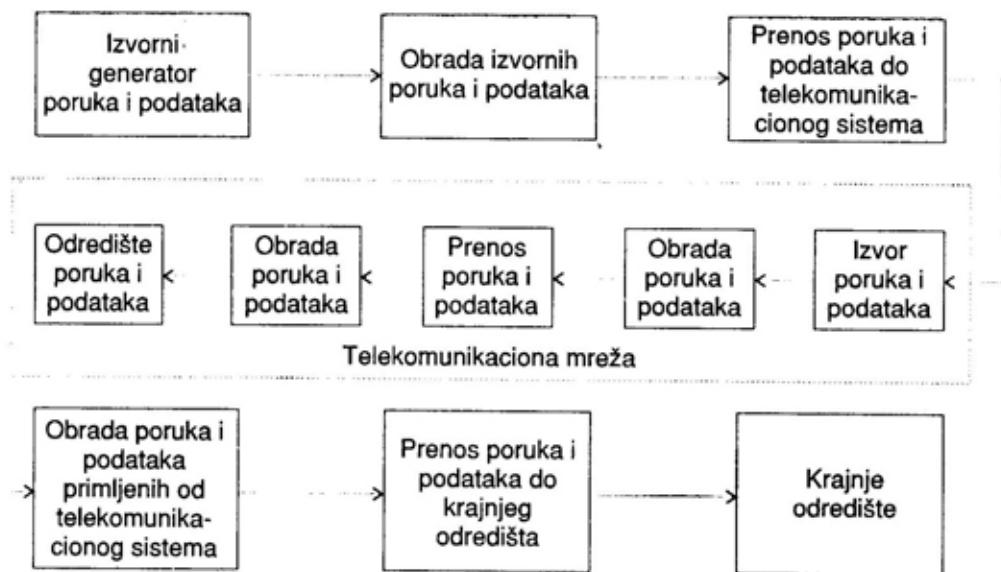 Izvorni
generator
poruka i podataka
Obrada izvornih
poruka i podataka
Prenos poruka i
podataka do
telekomunika-
cionog sistema
Odredište
poruka i
podataka
Obrada
poruka i
podataka
Prenos
poruka i
podataka
Obrada
poruka i
podataka
Izvor
poruka i
podataka
Telekomunikaciona mreža
Obrada poruka i
podataka
primljenih od
telekomunika-
cionog sistema
Prenos poruka i
podataka do
krajnjeg
odredišta
Krajnje
odredište